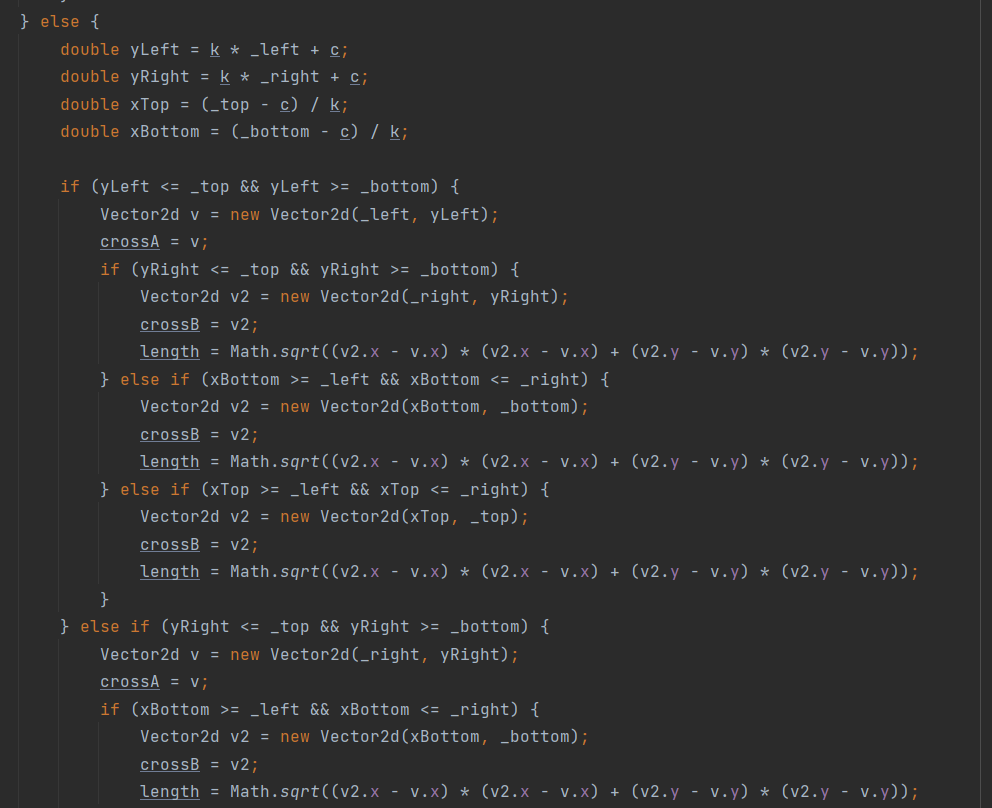 } else {
    double yLeft = k * _left + c;
    double yRight = k * _right + c;
    double xTop = (_top - c) / k;
    double xBottom = (_bottom - c) / k;

    if (yLeft <= _top && yLeft >= _bottom) {
        Vector2d v = new Vector2d(_left, yLeft);
        crossA = v;
        if (yRight <= _top && yRight >= _bottom) {
            Vector2d v2 = new Vector2d(_right, yRight);
            crossB = v2;
            length = Math.sqrt((v2.x - v.x) * (v2.x - v.x) + (v2.y - v.y) * (v2.y - v.y));
        } else if (xBottom >= _left && xBottom <= _right) {
            Vector2d v2 = new Vector2d(xBottom, _bottom);
            crossB = v2;
            length = Math.sqrt((v2.x - v.x) * (v2.x - v.x) + (v2.y - v.y) * (v2.y - v.y));
        } else if (xTop >= _left && xTop <= _right) {
            Vector2d v2 = new Vector2d(xTop, _top);
            crossB = v2;
            length = Math.sqrt((v2.x - v.x) * (v2.x - v.x) + (v2.y - v.y) * (v2.y - v.y));
        }
    } else if (yRight <= _top && yRight >= _bottom) {
        Vector2d v = new Vector2d(_right, yRight);
        crossA = v;
        if (xBottom >= _left && xBottom <= _right) {
            Vector2d v2 = new Vector2d(xBottom, _bottom);
            crossB = v2;
            length = Math.sqrt((v2.x - v.x) * (v2.x - v.x) + (v2.y - v.y) * (v2.y - v.y));